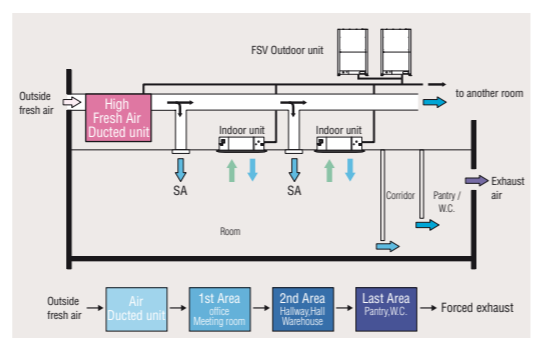 FSV Outdoor unit
to another room
Outside
fresh air
High
Fresh Air
Ducted unit
Indoor unit
Indoor unit
SA
SA
Corridor
Pantry /
W.C.
Exhaust
air
Room
Outside
fresh air
Air
Ducted unit
1st Area
office
Meeting room
2nd Area
Hallway,Hall
Warehouse
Last Area
Pantry,W.C.
Forced exhaust